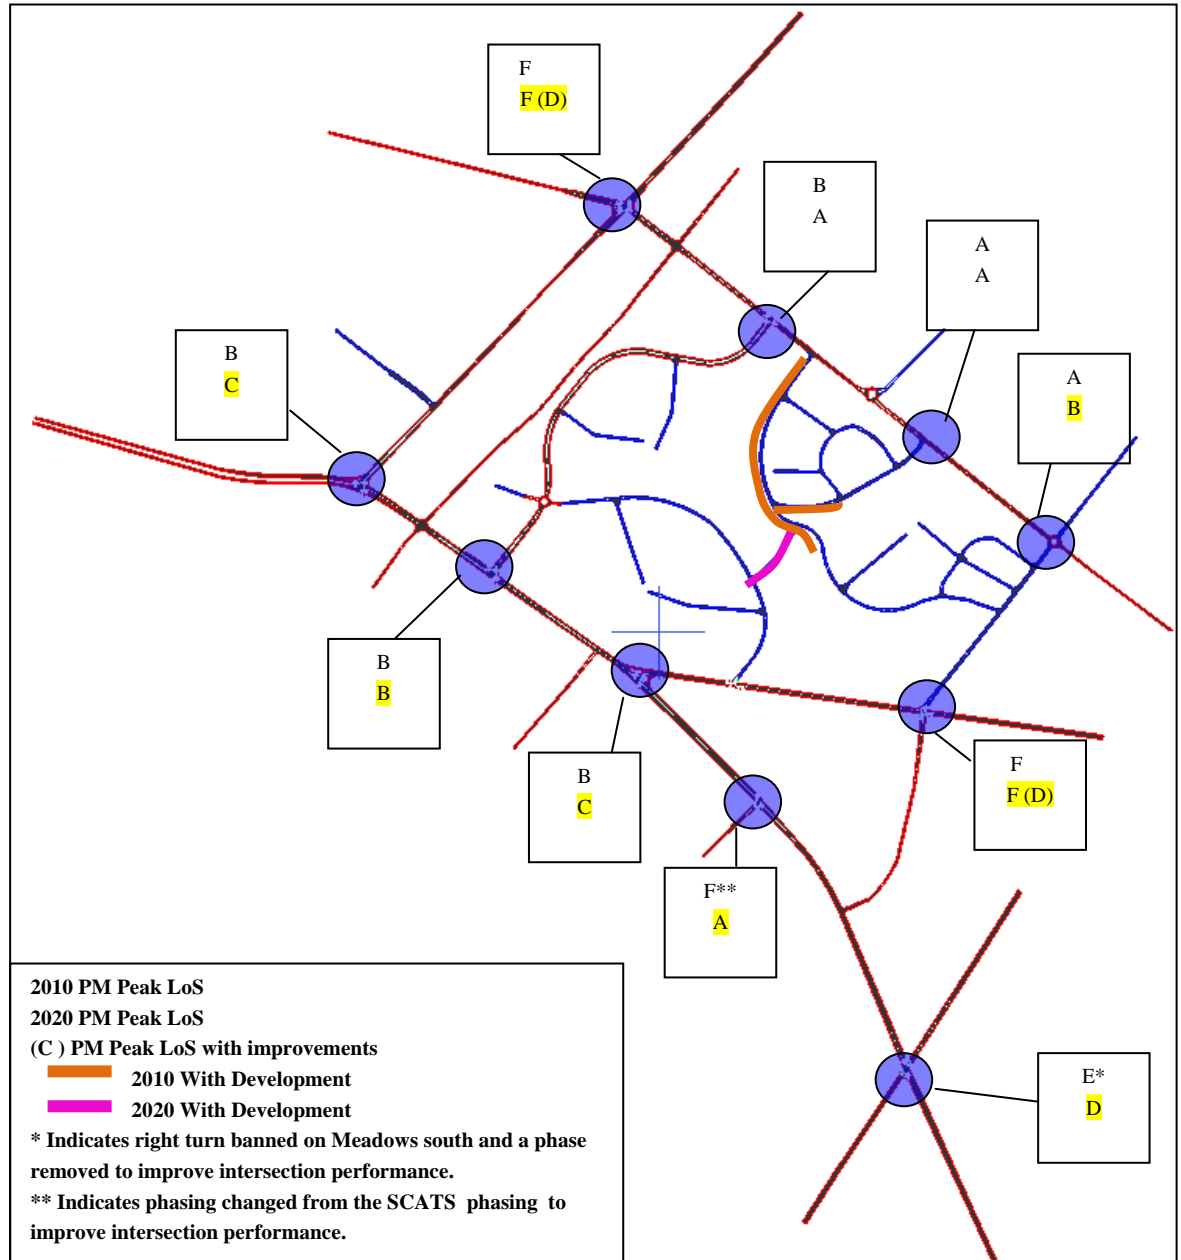 F
F (D)
B
A
A
A
B
C
A
B
B
B
B
C
F
F (D)
F**
A
E*
D
2010 PM Peak LoS
2020 PM Peak LoS
(C ) PM Peak LoS with improvements
2010 With Development
2020 With Development
* Indicates right turn banned on Meadows south and a phase
removed to improve intersection performance.
** Indicates phasing changed from the SCATS phasing to
improve intersection performance.